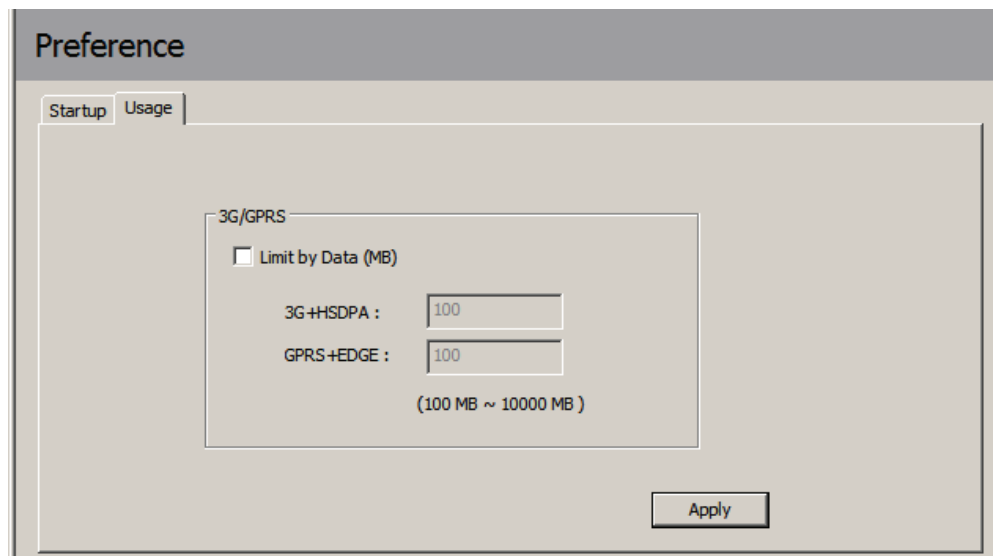 Preference
Startup Usage
3G/GPRS
Limit by Data (MB)
3G+HSDPA : 100
GPRS+EDGE : 100
(100 MB ~ 10000 MB )
Apply